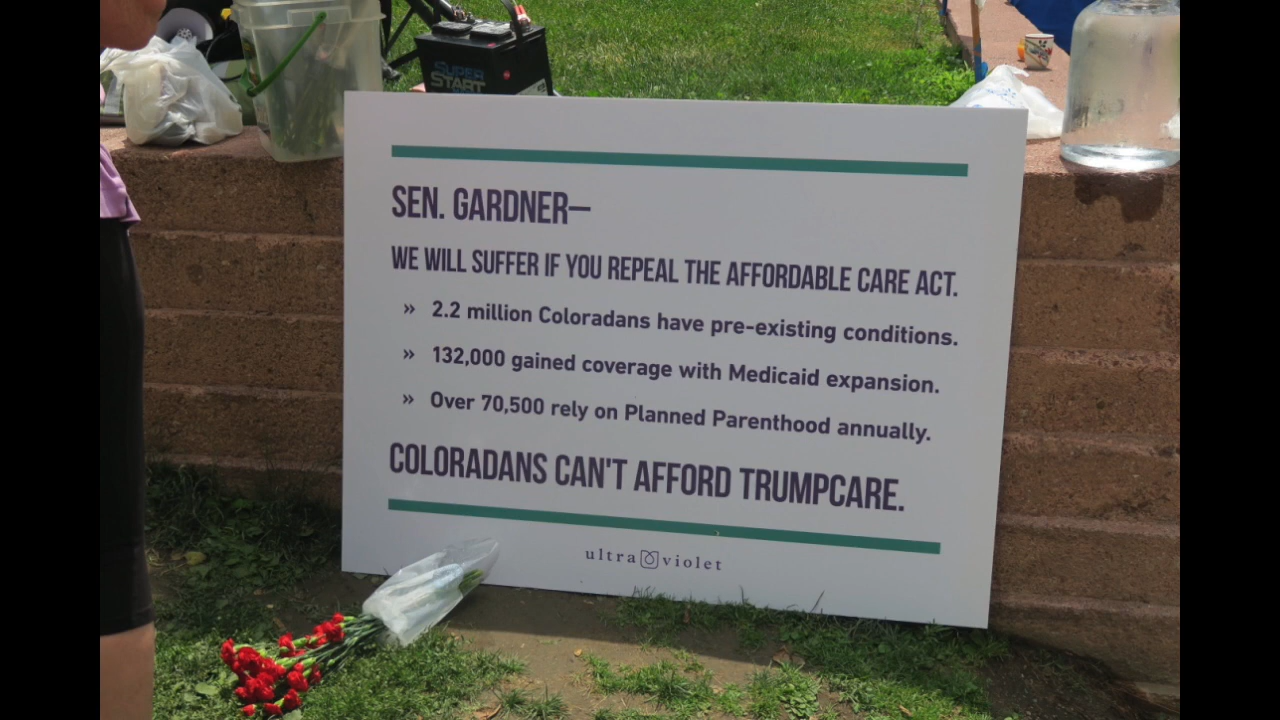 SUPER
START
SEN. GARDNER—
WE WILL SUFFER IF YOU REPEAL THE AFFORDABLE CARE ACT.
» 2.2 million Coloradans have pre-existing conditions.
» 132,000 gained coverage with Medicaid expansion.
» Over 70,500 rely on Planned Parenthood annually.
COLORADANS CAN'T AFFORD TRUMPCARE.
ultra violet